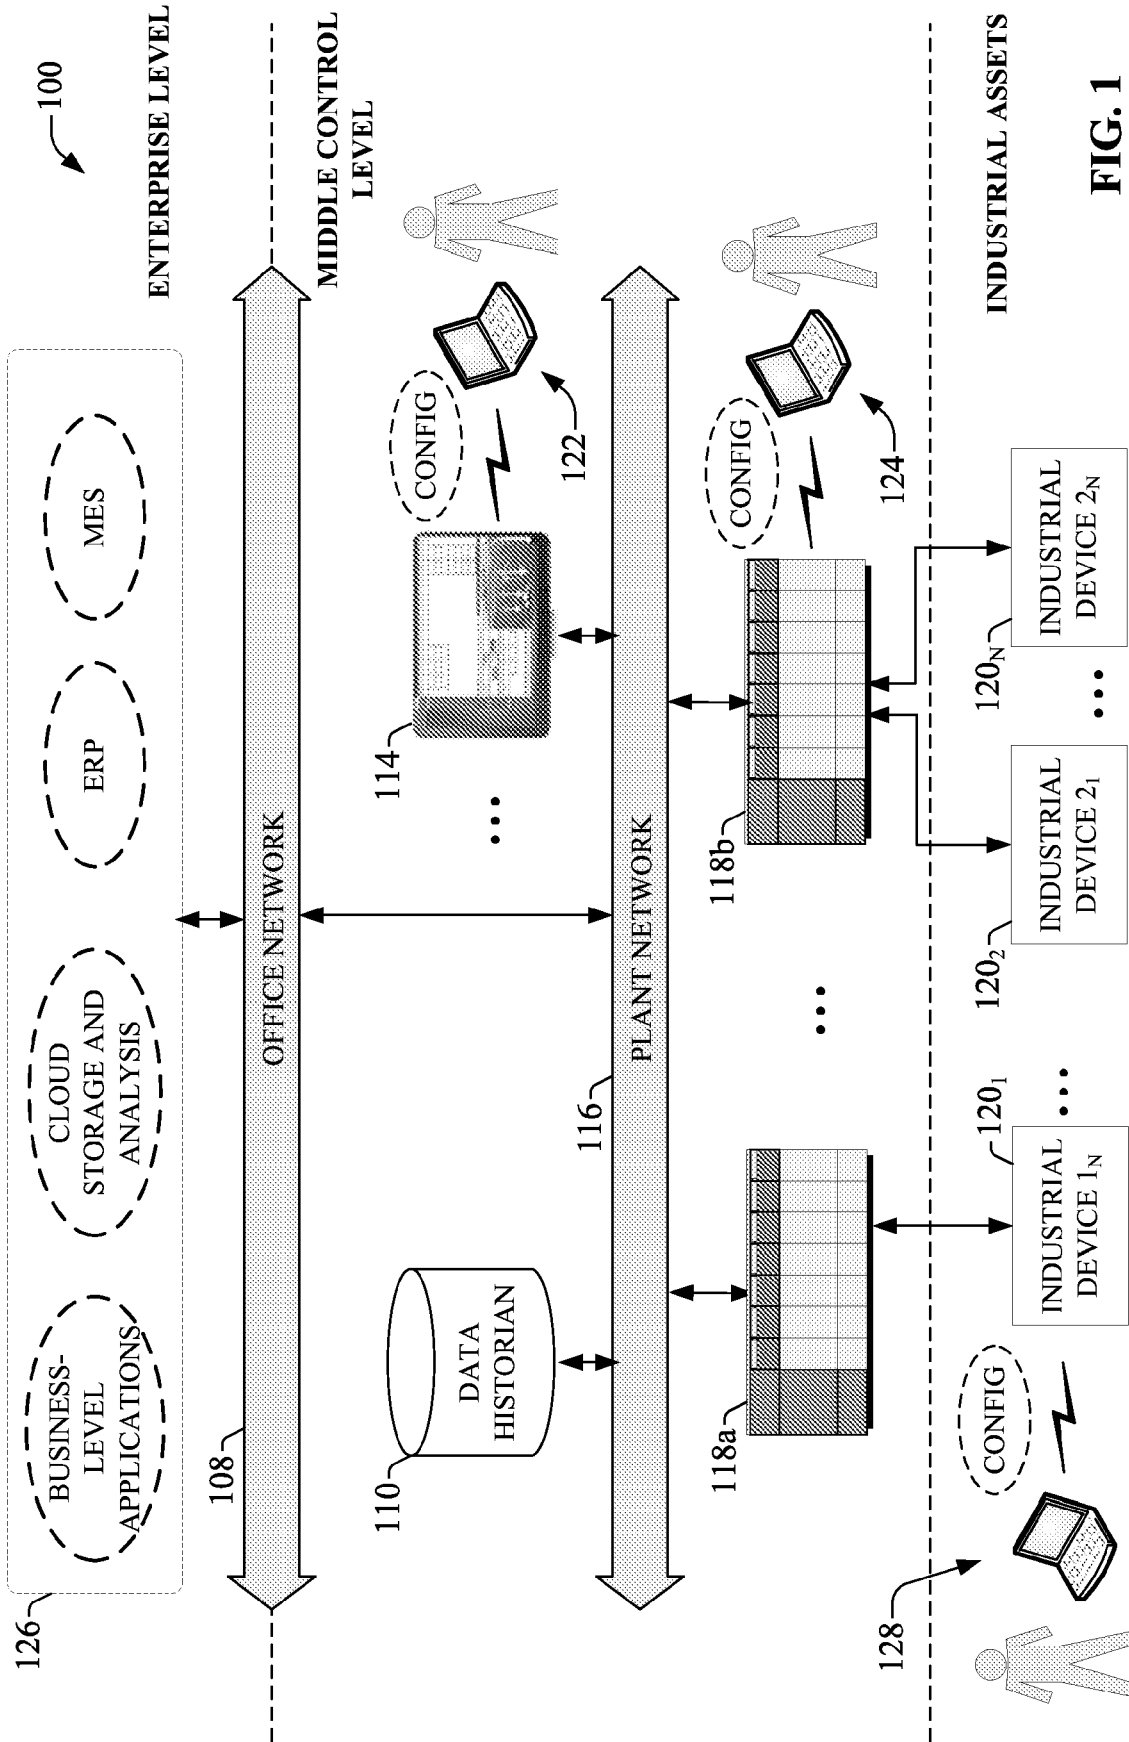 100
ENTERPRISE LEVEL
126
BUSINESS-
LEVEL
APPLICATIONS
CLOUD
STORAGE AND
ANALYSIS
ERP
MES
108
OFFICE NETWORK
MIDDLE CONTROL
LEVEL
110
DATA
HISTORIAN
114
CONFIG
122
116
PLANT NETWORK
118a
118b
CONFIG
124
INDUSTRIAL ASSETS
128
CONFIG
INDUSTRIAL
DEVICE 1N
120₁
INDUSTRIAL
DEVICE 2₁
120₂
INDUSTRIAL
DEVICE 2N
120N
FIG. 1